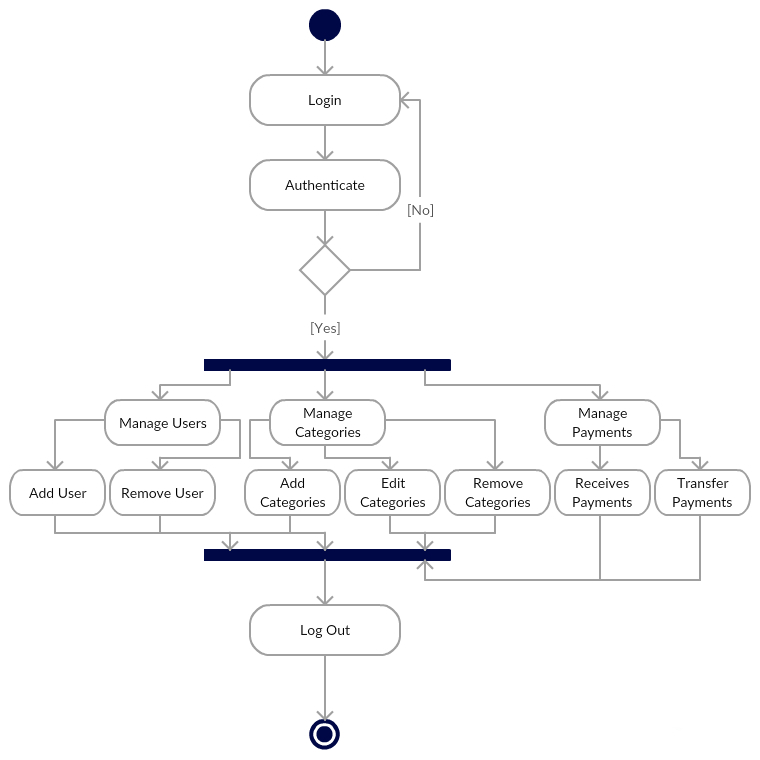 Login
Authenticate
[No]
[Yes]
Manage Users
Manage
Categories
Manage
Payments
Add User
Remove User
Add
Categories
Edit
Categories
Remove
Categories
Receives
Payments
Transfer
Payments
Log Out